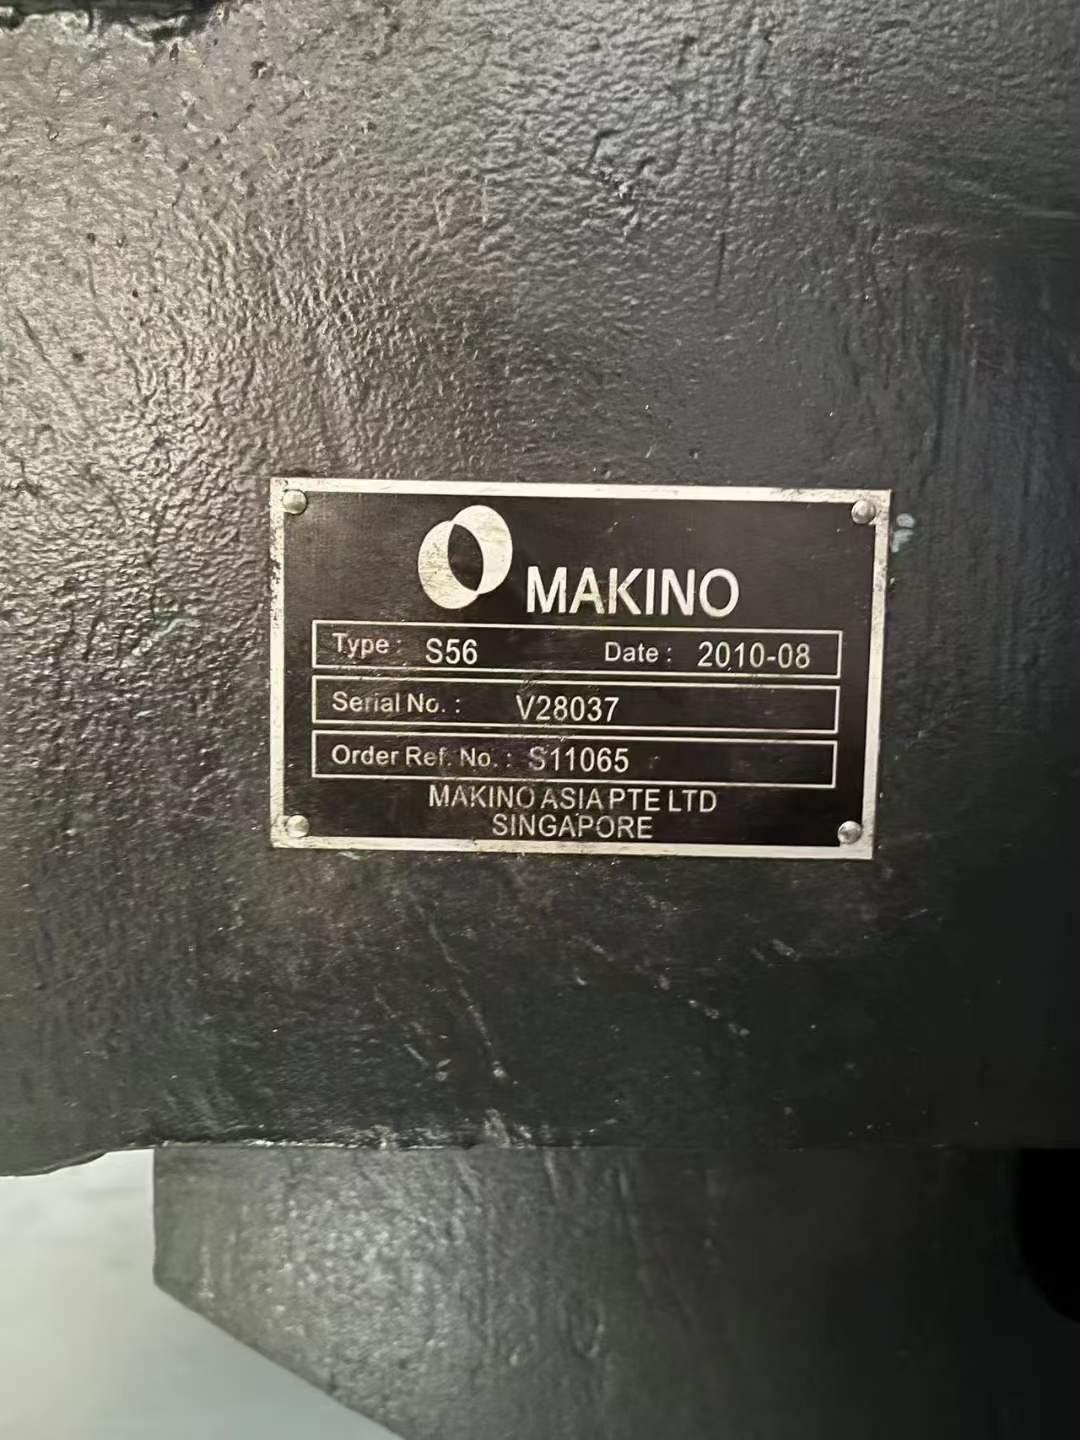 MAKINO
Type : S56 Date : 2010-08
Serial No. : V28037
Order Ref. No. : S11065
MAKINO ASIA PTE LTD
SINGAPORE